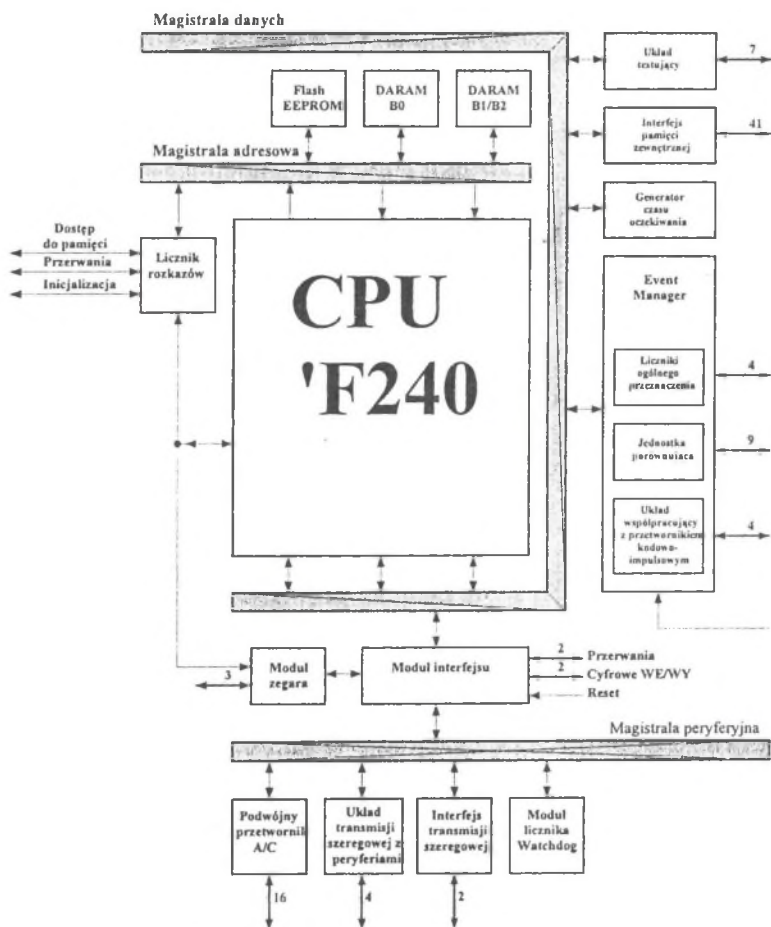 Magistrala danych
Flash
EEPROM
DARAM
B0
DARAM
B1/B2
Magistrala adresowa
Dostęp
do pamięci
Przerwania
Inicjalizacja
Licznik
rozkazów
CPU
'F240
Układ
testujący
7
Interfejs
pamięci
zewnętrznej
41
Generator
czasu
oczekiwania
Event
Manager
Liczniki
ogólnego
przeznaczenia
4
Jednostka
porównująca
9
Układ
współpracujący
z przetwornikiem
kodowo-
impulsowym
4
3
Moduł
zegara
Moduł interfejsu
2
Przerwania
2
Cyfrowe WE/WY
Reset
Magistrala peryferyjna
Podwójny
przetwornik
A/C
Układ
transmisji
szeregowej z
peryferiami
Interfejs
transmisji
szeregowej
Moduł
licznika
Watchdog
16
4
2